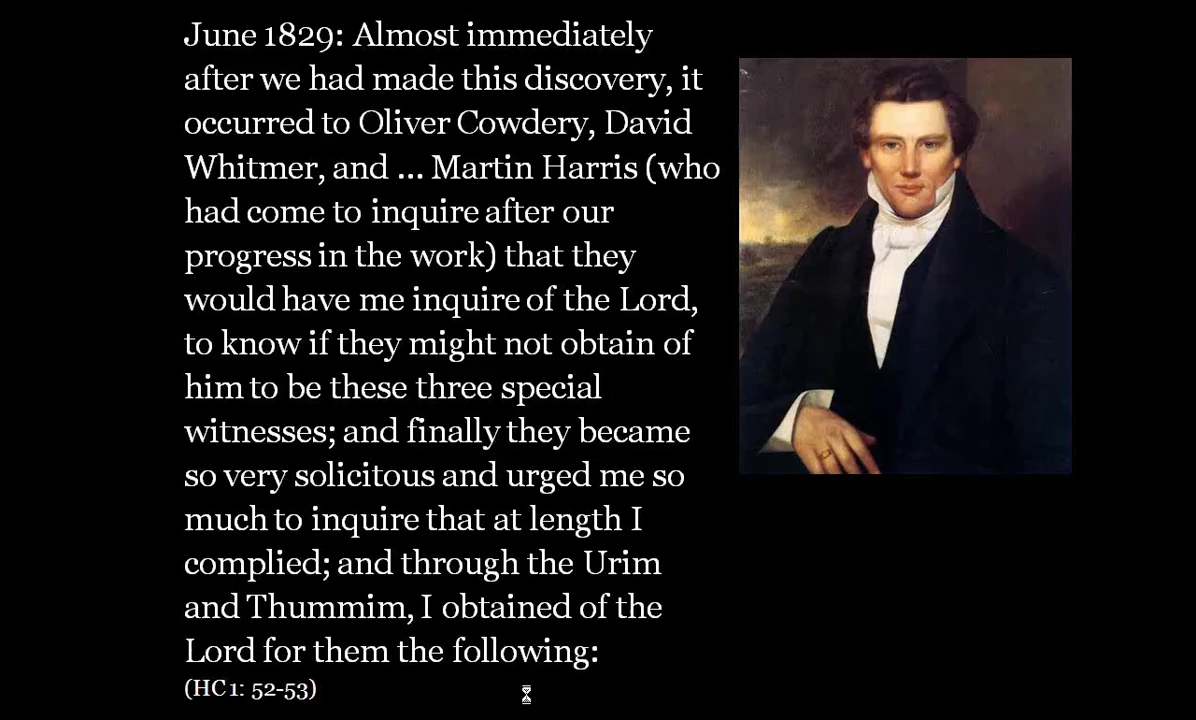 June 1829: Almost immediately
after we had made this discovery, it
occurred to Oliver Cowdery, David
Whitmer, and ... Martin Harris (who
had come to inquire after our
progress in the work) that they
would have me inquire of the Lord,
to know if they might not obtain of
him to be these three special
witnesses; and finally they became
so very solicitous and urged me so
much to inquire that at length I
complied; and through the Urim
and Thummim, I obtained of the
Lord for them the following:
(HC 1: 52-53)